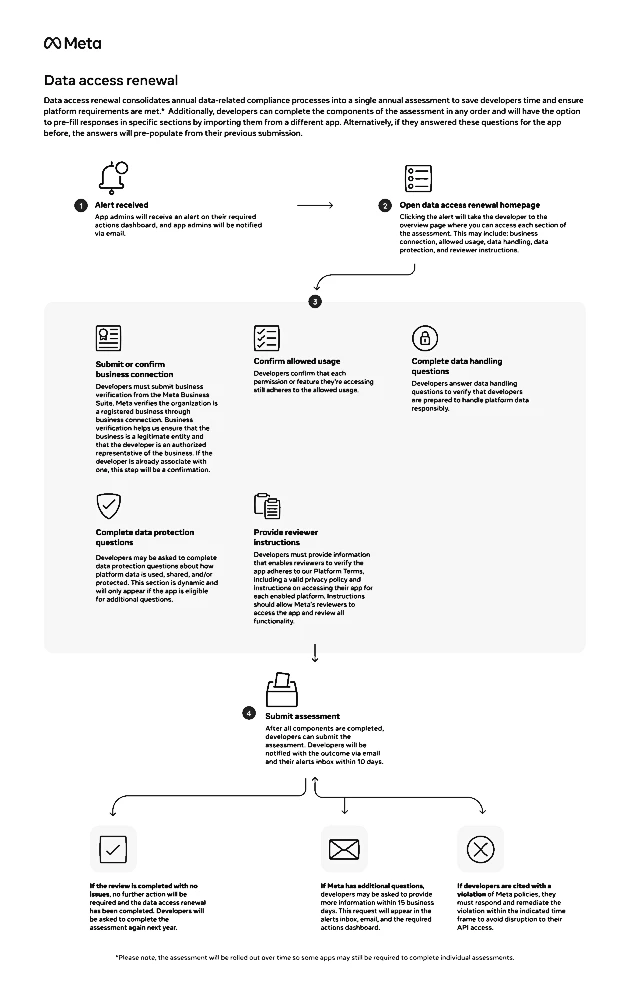 Meta
Data access renewal
Data access renewal consolidates annual data-related compliance processes into a single annual assessment to save developers time and ensure
platform requirements are met.* Additionally, developers can complete the components of the assessment in any order and will have the option
to pre-fill responses in specific sections by importing them from a different app. Alternatively, if they answered these questions for the app
before, the answers will pre-populate from their previous submission.
1
Alert received
App admins will receive an alert on their required
actions dashboard, and app admins will be notified
via email.
2
Open data access renewal homepage
Clicking the alert will take the developer to the
overview page where you can access each section of
the assessment. This may include: business
connection, allowed usage, data handling, data
protection, and reviewer instructions.
3
Submit or confirm
business connection
Developers must submit business
verification from the Meta Business
Suite. Meta verifies the organization is
a registered business through
business connection. Business
verification helps us ensure that the
business is a legitimate entity and
that the developer is an authorized
representative of the business. If the
developer is already associate with
one, this step will be a confirmation.
Confirm allowed usage
Developers confirm that each
permission or feature they're accessing
still adheres to the allowed usage.
Complete data handling
questions
Developers answer data handling
questions to verify that developers
are prepared to handle platform data
responsibly.
Complete data protection
questions
Developers may be asked to complete
data protection questions about how
platform data is used, shared, and/or
protected. This section is dynamic and
will only appear if the app is eligible
for additional questions.
Provide reviewer
instructions
Developers must provide information
that enables reviewers to verify the
app adheres to our Platform Terms,
including a valid privacy policy and
instructions on accessing their app for
each enabled platform. Instructions
should allow Meta's reviewers to
access the app and review all
functionality.
4
Submit assessment
After all components are completed,
developers can submit the
assessment. Developers will be
notified with the outcome via email
and their alerts inbox within 10 days.
If the review is completed with no
issues, no further action will be
required and the data access renewal
has been completed. Developers will
be asked to complete the
assessment again next year.
If Meta has additional questions,
developers may be asked to provide
more information within 15 business
days. This request will appear in the
alerts inbox, email, and the required
actions dashboard.
If developers are cited with a
violation of Meta policies, they
must respond and remediate the
violation within the indicated time
frame to avoid disruption to their
API access.
*Please note, the assessment will be rolled out over time so some apps may still be required to complete individual assessments.